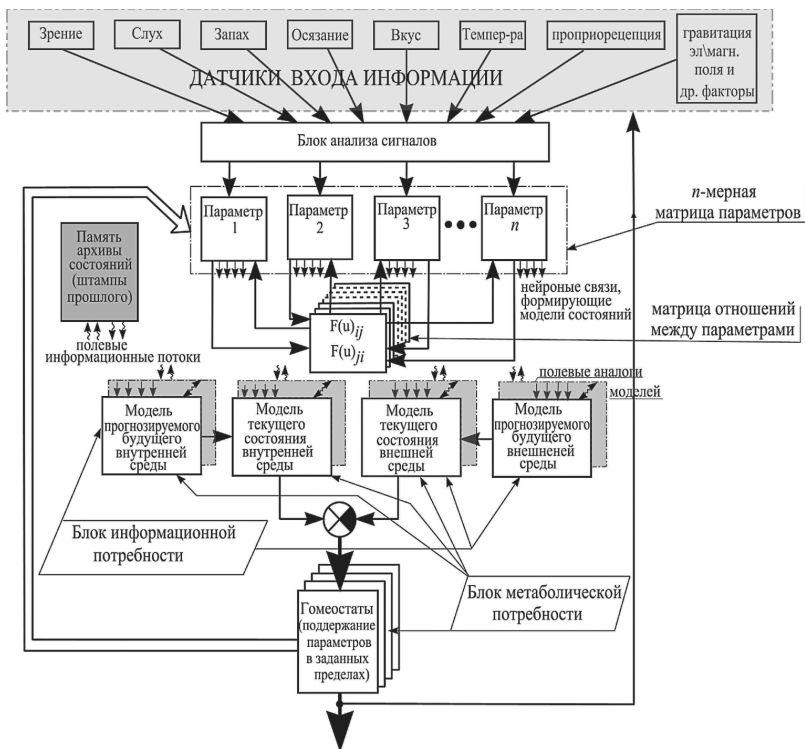 Зрение
Слух
Запах
Осязание
Вкус
Темпер-ра
проприорецепция
гравитация
эл\магн.
поля и
др. факторы
ДАТЧИКИ ВХОДА ИНФОРМАЦИИ
Блок анализа сигналов
Параметр
1
Параметр
2
Параметр
3
Параметр
n
n-мерная
матрица параметров
Память
архивы
состояний
(штампы
прошлого)
полевые
информационные потоки
нейроные связи,
формирующие
модели состояний
F(u)ij
F(u)ji
матрица отношений
между параметрами
полевые аналоги
моделей
Модель
прогнозируемого
будущего
внутренней
среды
Модель
текущего
состояния
внутренней
среды
Модель
текущего
состояния
внешней
среды
Модель
прогнозируемого
будущего
внешненей
среды
Блок информационной
потребности
Блок метаболической
потребности
Гомеостаты
(поддержание
параметров
в заданных
пределах)